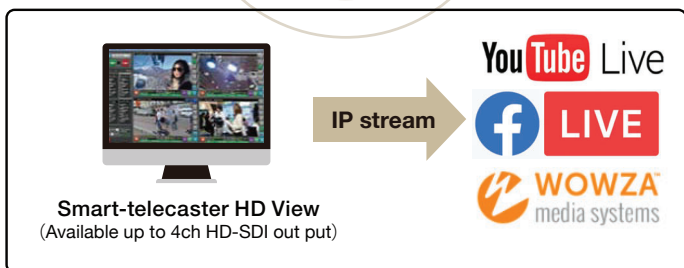 Smart-telecaster HD View
(Available up to 4ch HD-SDI out put)
IP stream
YouTube Live
f LIVE
WOWZA™
media systems